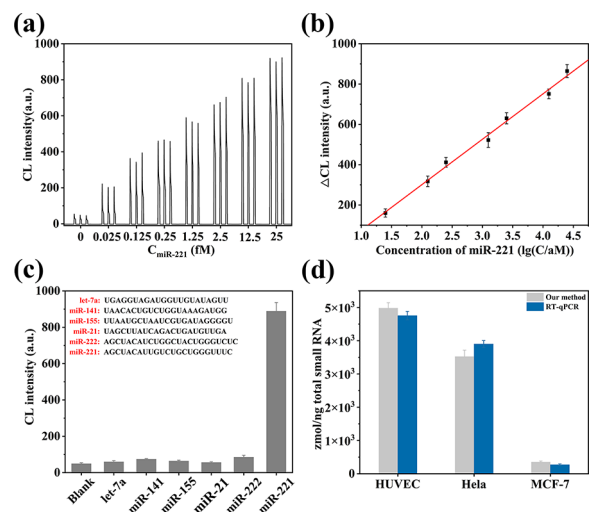 (a)
1000
800
600
400
200
0
CL intensity(a.u.)
0
0.025
0.125
0.25
1.25
2.5
12.5
25
CmiR-221 (fM)
(b)
1000
800
600
400
200
△CL intensity (a.u.)
1.0 1.5 2.0 2.5 3.0 3.5 4.0 4.5
Concentration of miR-221 (lg(C/aM))
(c)
1000
800
600
400
200
0
CL intensity (a.u.)
let-7a: UGAGGUAGAUGGUUGUAUAGUU
miR-141: UAACACUGUCUGGUAAAGAUGG
miR-155: UUAAUGCUAAUCGUGAUAGGGGU
miR-21: UAGCUUAUCAGACUGAUGUUGA
miR-222: AGCUACAUCUGGCUACUGGGUCUC
miR-221: AGCUACAUUGUCUGCUGGGUUUC
Blank
let-7a
miR-141
miR-155
miR-21
miR-222
miR-221
(d)
Our method
RT-qPCR
5×10³
4×10³
3×10³
2×10³
1×10³
0
zmol/ng total small RNA
HUVEC Hela MCF-7